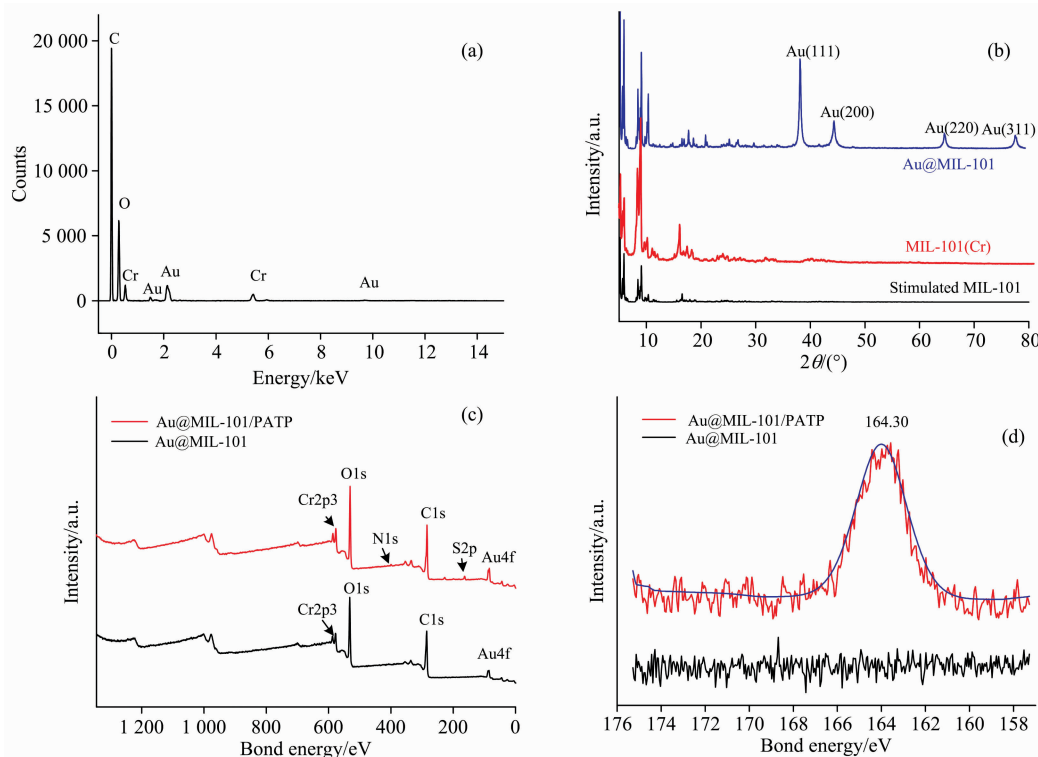 (a)
C
O
Cr
Au
Au
Cr
Au
20 000
15 000
10 000
5 000
0
Counts
0 2 4 6 8 10 12 14
Energy/keV
(b)
Au(111)
Au(200)
Au(220)
Au(311)
Au@MIL-101
MIL-101(Cr)
Stimulated MIL-101
Intensity/a.u.
10 20 30 40 50 60 70 80
2θ/(°)
(c)
Au@MIL-101/PATP
Au@MIL-101
O1s
Cr2p3
C1s
N1s
S2p
Au4f
O1s
Cr2p3
C1s
Au4f
Intensity/a.u.
1 200 1 000 800 600 400 200 0
Bond energy/eV
(d)
Au@MIL-101/PATP
Au@MIL-101
164.30
Intensity/a.u.
176 174 172 170 168 166 164 162 160 158
Bond energy/eV